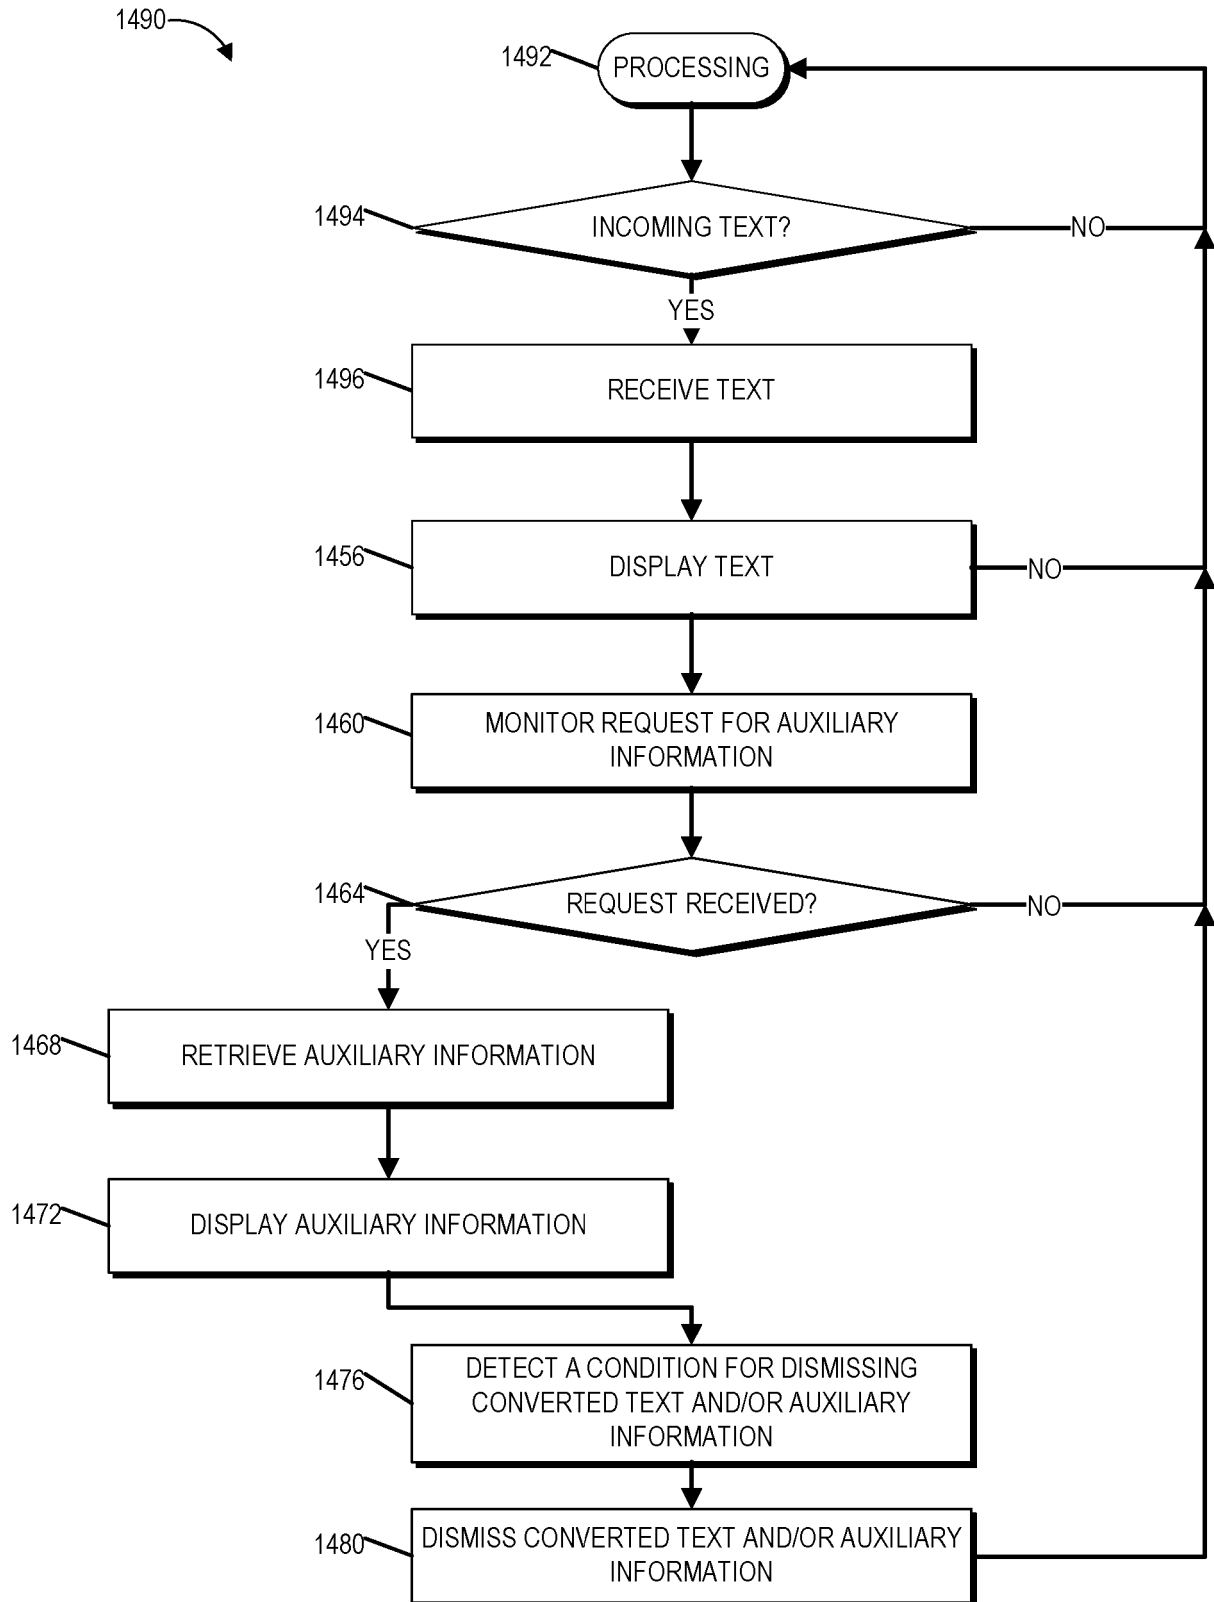 1490
1492
PROCESSING
1494
INCOMING TEXT?
NO
YES
1496
RECEIVE TEXT
1456
DISPLAY TEXT
NO
1460
MONITOR REQUEST FOR AUXILIARY
INFORMATION
1464
REQUEST RECEIVED?
NO
YES
1468
RETRIEVE AUXILIARY INFORMATION
1472
DISPLAY AUXILIARY INFORMATION
1476
DETECT A CONDITION FOR DISMISSING
CONVERTED TEXT AND/OR AUXILIARY
INFORMATION
1480
DISMISS CONVERTED TEXT AND/OR AUXILIARY
INFORMATION